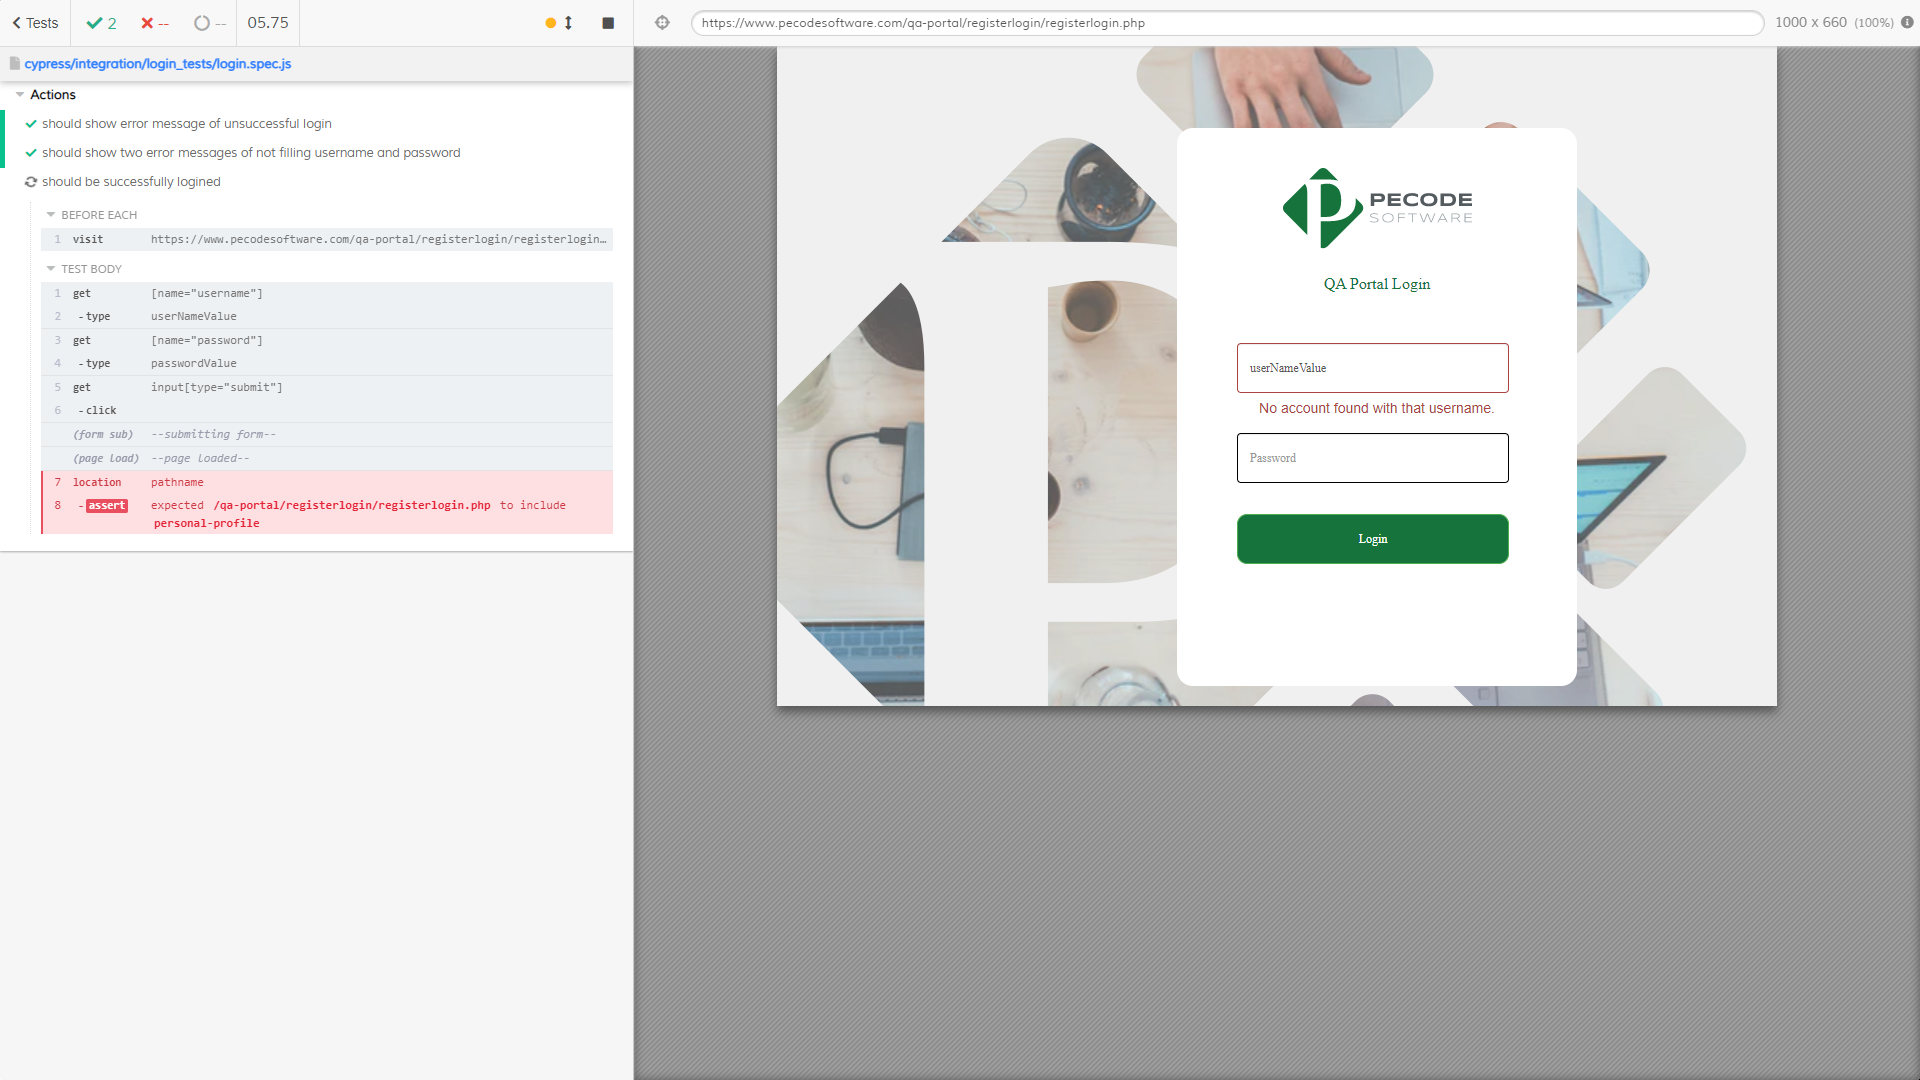 Tests
2
--
--
05.75
https://www.pecodesoftware.com/qa-portal/registerlogin/registerlogin.php
1000 x 660 (100%)
cypress/integration/login_tests/login.spec.js
Actions
should show error message of unsuccessful login
should show two error messages of not filling username and password
should be successfully logined
BEFORE EACH
1 visit https://www.pecodesoftware.com/qa-portal/registerlogin/registerlogin…
TEST BODY
1 get [name="username"]
2 -type userNameValue
3 get [name="password"]
4 -type passwordValue
5 get input[type="submit"]
6 -click
(form sub) --submitting form--
(page load) --page loaded--
7 location pathname
8 -assert expected /qa-portal/registerlogin/registerlogin.php to include
personal-profile
PECODE
SOFTWARE
QA Portal Login
userNameValue
No account found with that username.
Password
Login